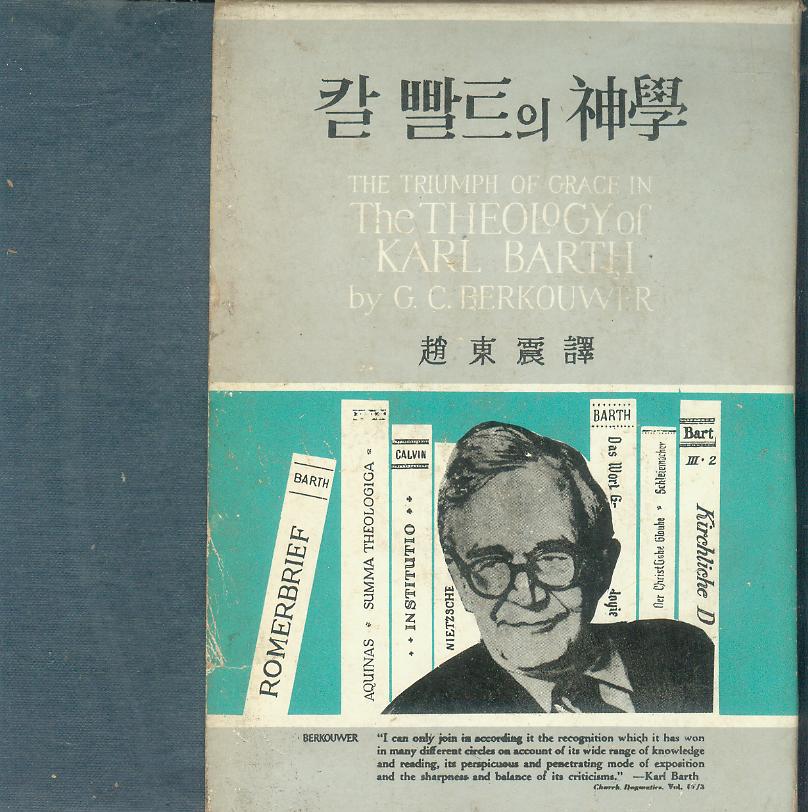 칼 빨트의 神學
THE TRIUMPH OF GRACE IN
The THEOLOGY of
KARL BARTH
by G. C. BERKOUWER
趙東震譯
BARTH
ROMERBRIEF
AQUINAS * SUMMA THEOLOGICA *
CALVIN
INSTITUTIO
NIETZSCHE
BARTH
Das Wort G-
logie
Der Christliche Glaube * Schleiermacher
Bart
III · 2
Kirchliche D
BERKOUWER
"I can only join in according it the recognition which it has won
in many different circles on account of its wide range of knowledge
and reading, its perspicuous and penetrating mode of exposition
and the sharpness and balance of its criticisms." —Karl Barth
Church Dogmatics, Vol.